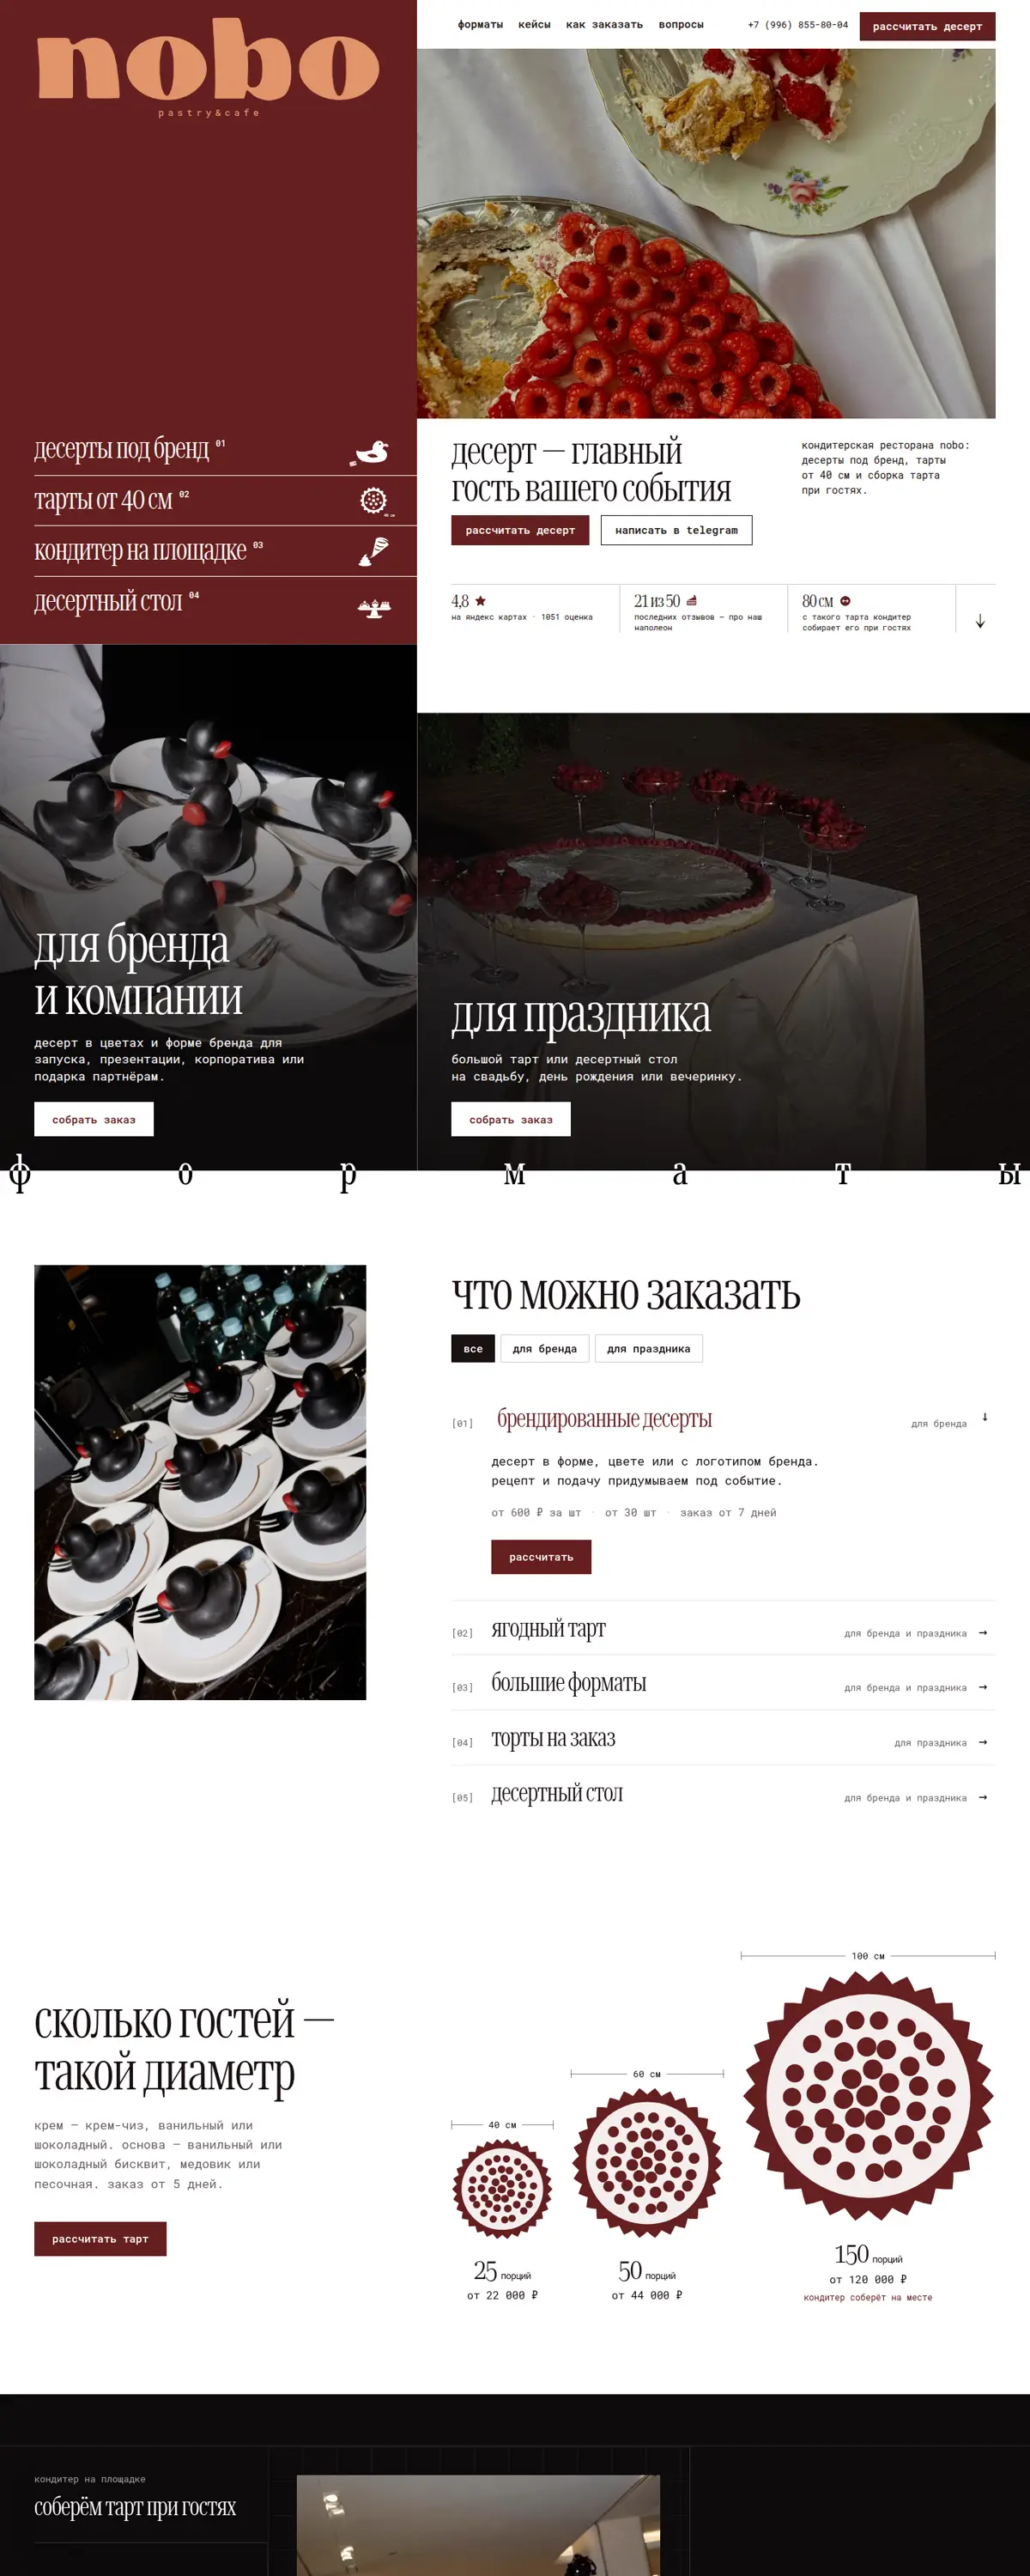 nobo
pastry&cafe
форматы кейсы как заказать вопросы +7 (996) 855-80-04 рассчитать десерт
десерты под бренд 01
тарты от 40 см 02
кондитер на площадке 03
десертный стол 04
десерт — главный
гость вашего события
кондитерская ресторана nobo:
десерты под бренд, тарты
от 40 см и сборка тарта
при гостях.
рассчитать десерт написать в telegram
4,8
на яндекс картах · 1051 оценка
21 из 50
последних отзывов — про наш
наполеон
80 см
с такого тарта кондитер
собирает его при гостях
для бренда
и компании
десерт в цветах и форме бренда для
запуска, презентации, корпоратива или
подарка партнёрам.
собрать заказ
для праздника
большой тарт или десертный стол
на свадьбу, день рождения или вечеринку.
собрать заказ
форматы
что можно заказать
все для бренда для праздника
[01] брендированные десерты для бренда ↓
десерт в форме, цвете или с логотипом бренда.
рецепт и подачу придумываем под событие.
от 600 ₽ за шт · от 30 шт · заказ от 7 дней
рассчитать
[02] ягодный тарт для бренда и праздника →
[03] большие форматы для бренда и праздника →
[04] торты на заказ для праздника →
[05] десертный стол для бренда и праздника →
сколько гостей —
такой диаметр
крем — крем-чиз, ванильный или
шоколадный. основа — ванильный или
шоколадный бисквит, медовик или
песочная. заказ от 5 дней.
рассчитать тарт
40 см
25 порций
от 22 000 ₽
60 см
50 порций
от 44 000 ₽
100 см
150 порций
от 120 000 ₽
кондитер соберёт на месте
кондитер на площадке
соберём тарт при гостях